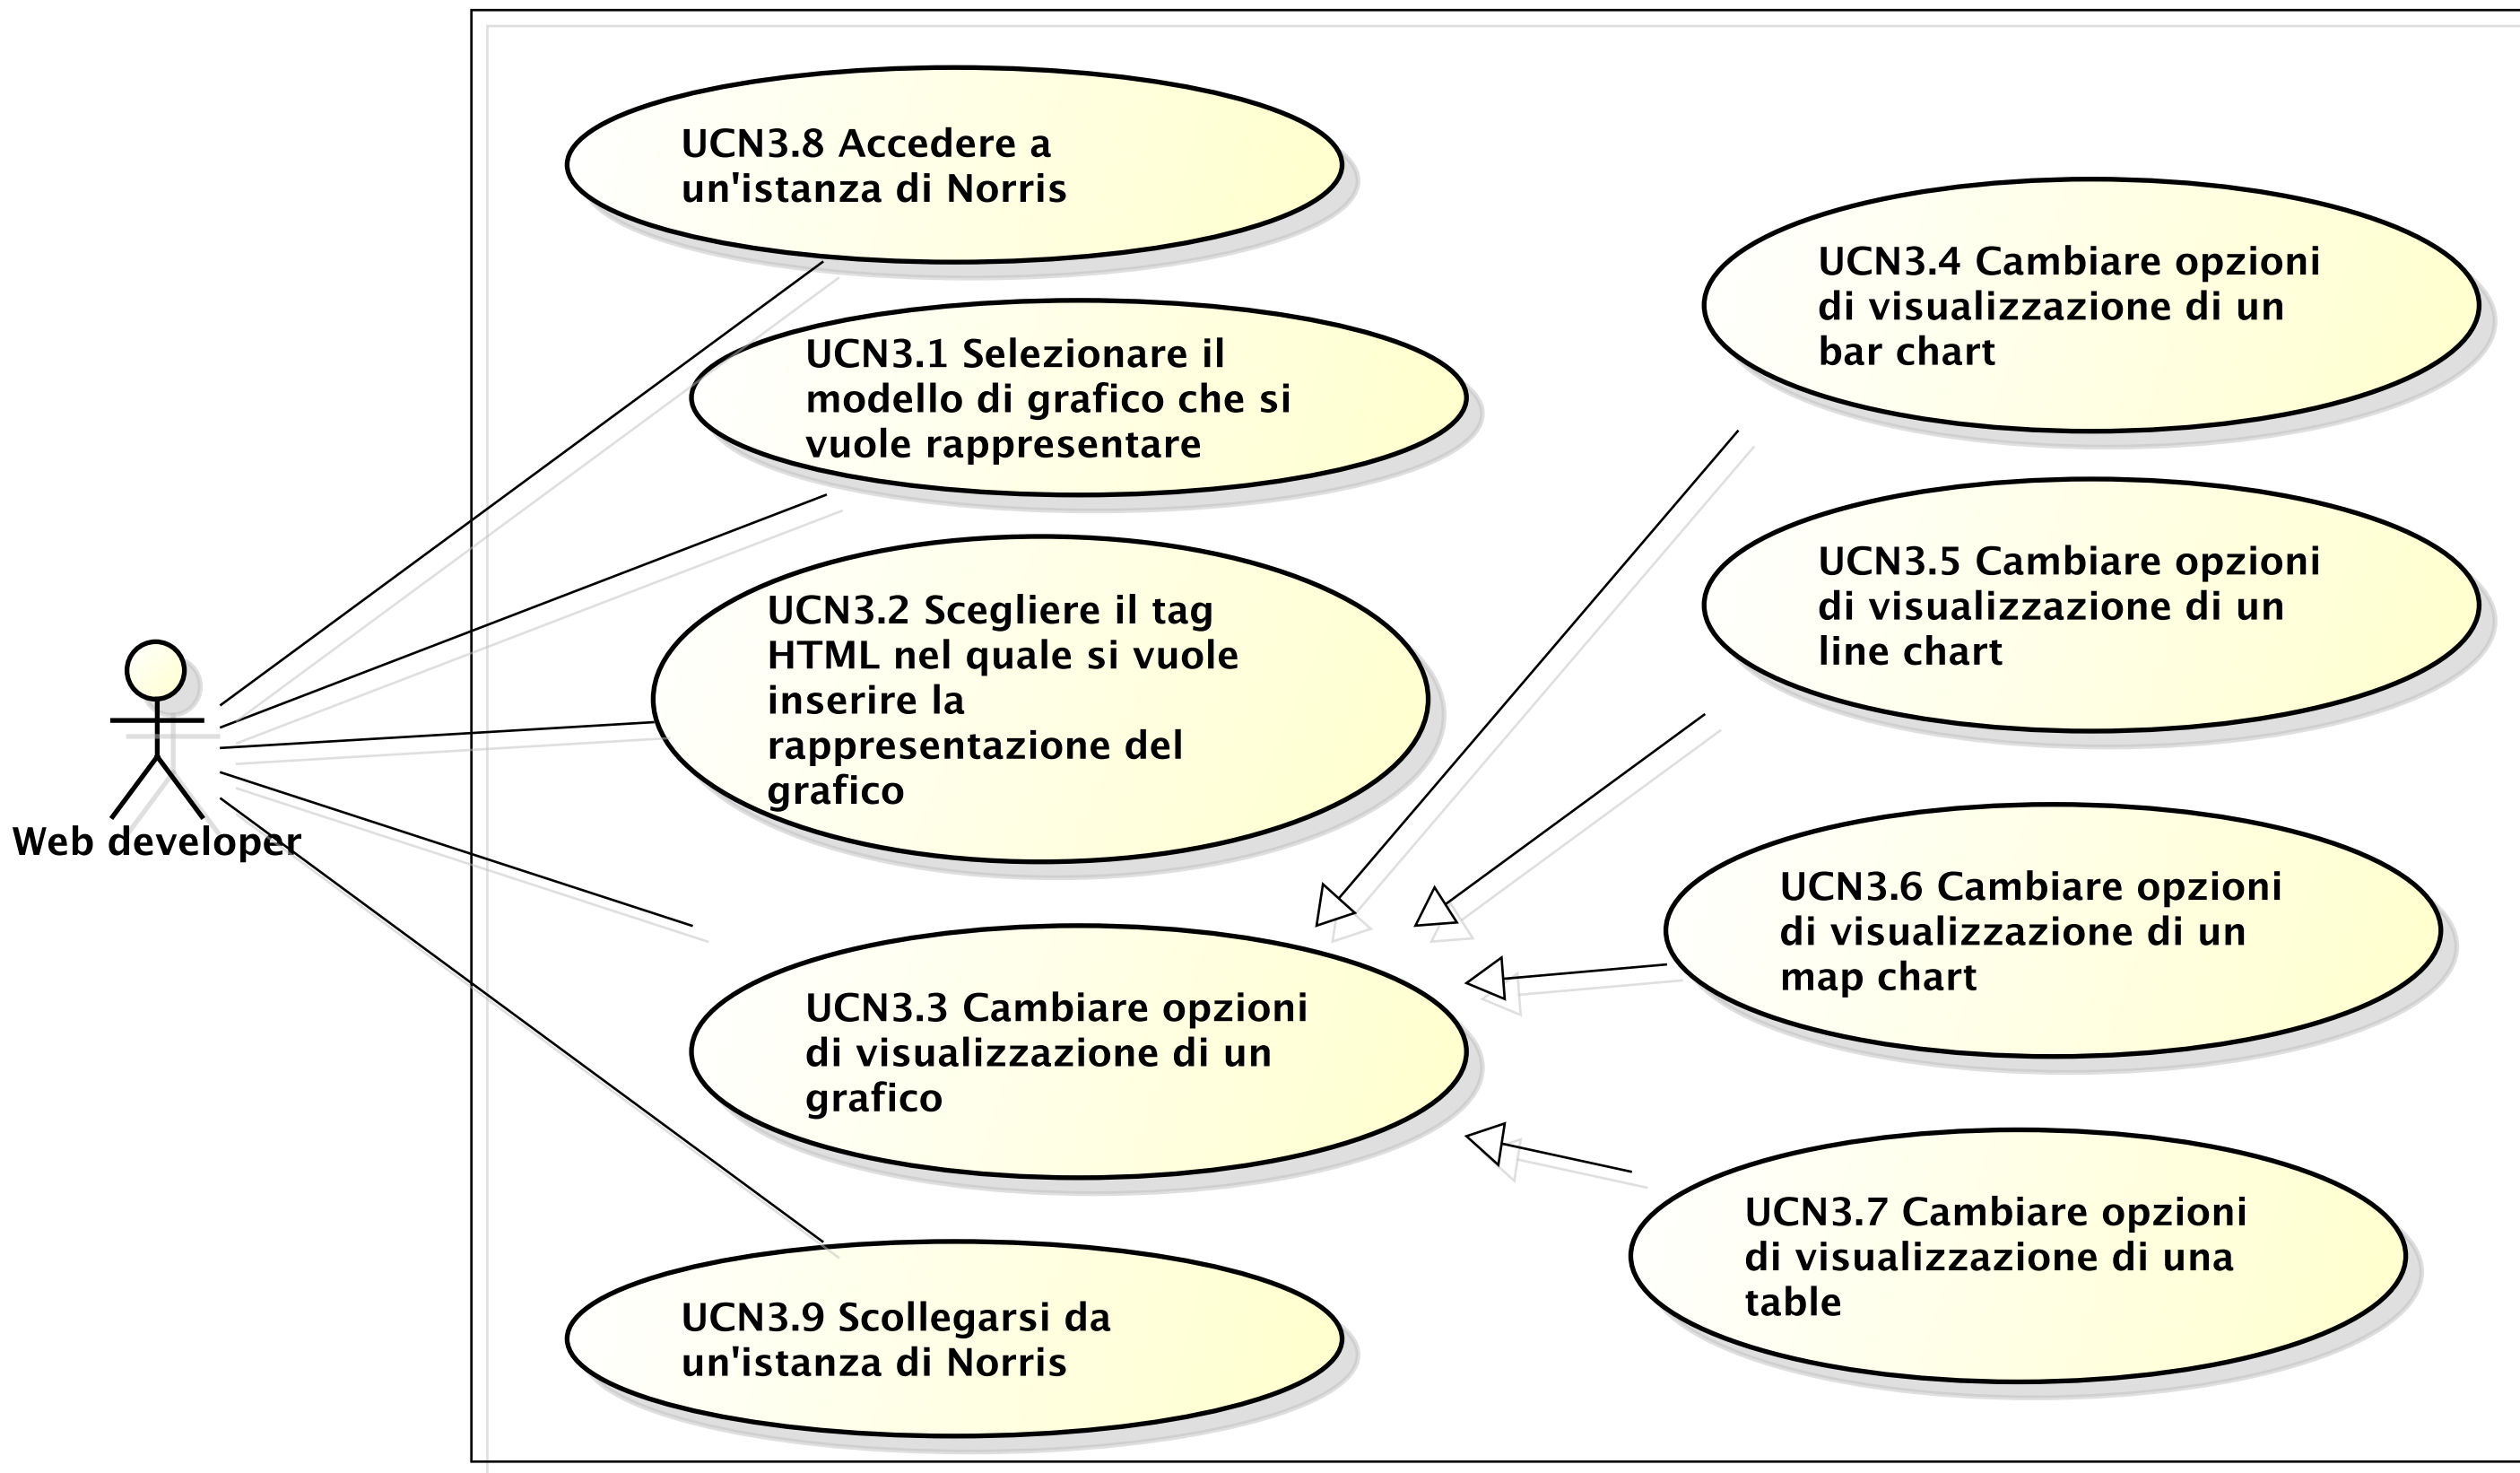 UCN3.8 Accedere a
un'istanza di Norris
UCN3.1 Selezionare il
modello di grafico che si
vuole rappresentare
UCN3.2 Scegliere il tag
HTML nel quale si vuole
inserire la
rappresentazione del
grafico
Web developer
UCN3.3 Cambiare opzioni
di visualizzazione di un
grafico
UCN3.9 Scollegarsi da
un'istanza di Norris
UCN3.4 Cambiare opzioni
di visualizzazione di un
bar chart
UCN3.5 Cambiare opzioni
di visualizzazione di un
line chart
UCN3.6 Cambiare opzioni
di visualizzazione di un
map chart
UCN3.7 Cambiare opzioni
di visualizzazione di una
table